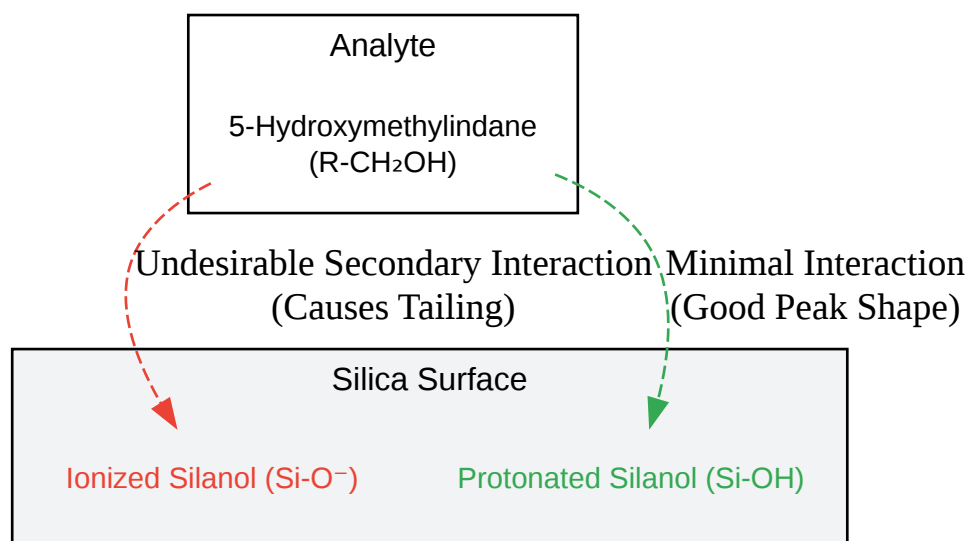 Analyte
5-Hydroxymethylindane
(R-CH₂OH)
Undesirable Secondary Interaction
(Causes Tailing)
Minimal Interaction
(Good Peak Shape)
Silica Surface
Ionized Silanol (Si-O⁻)
Protonated Silanol (Si-OH)